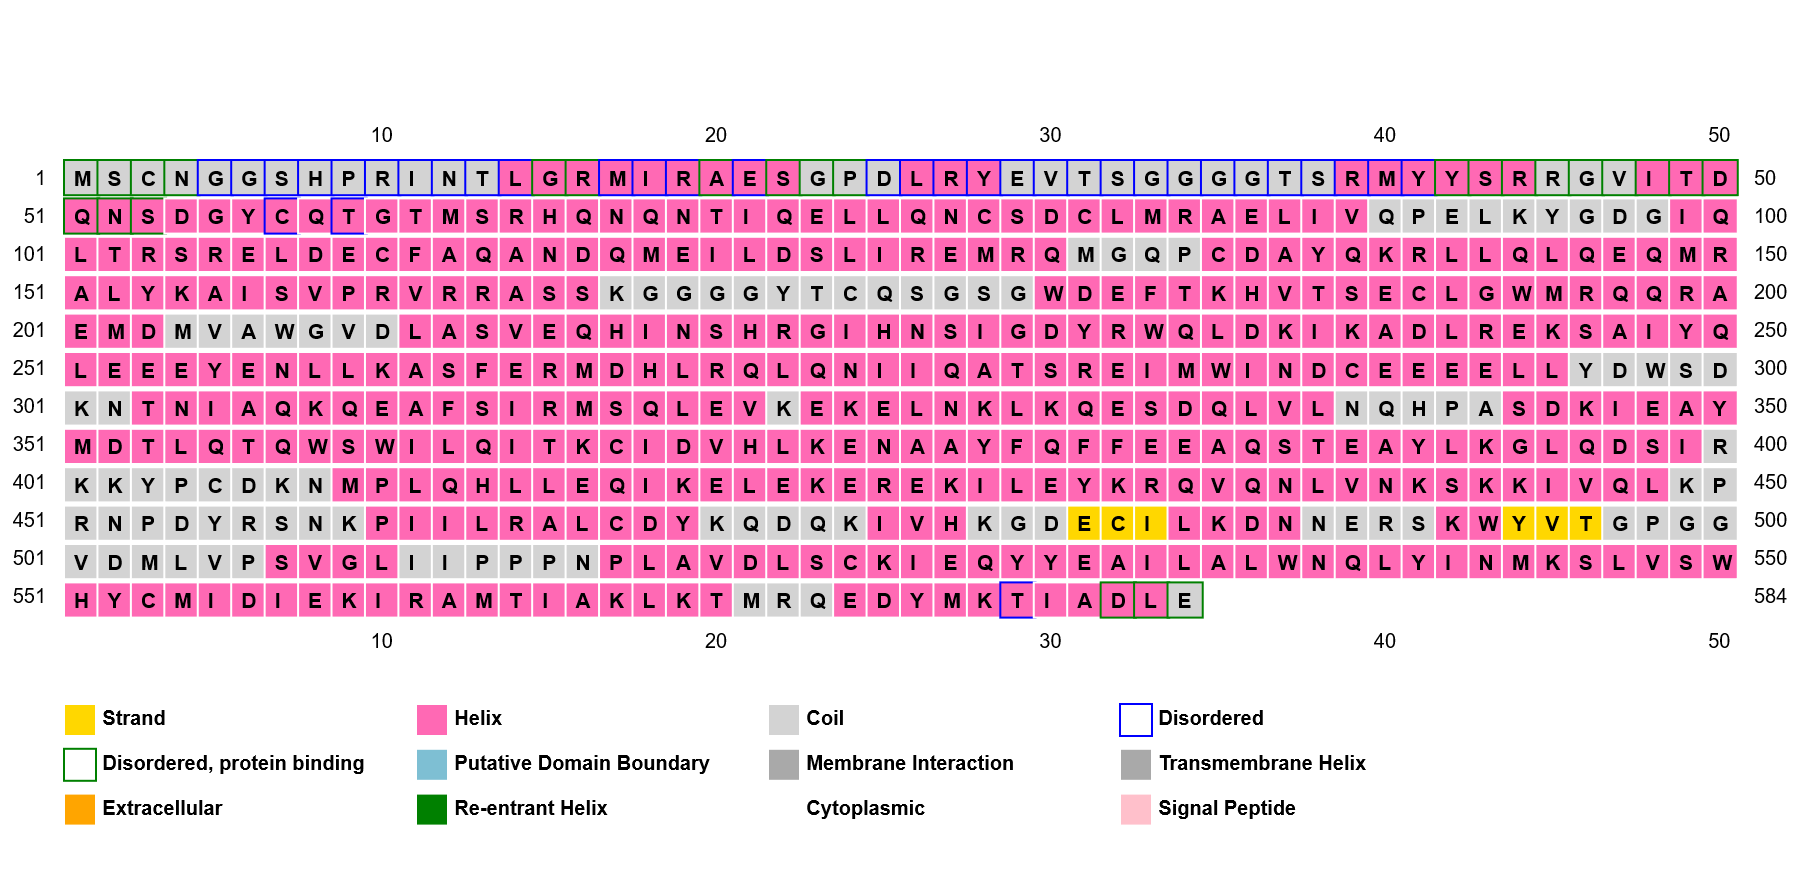 10 20 30 40 50
1 M S C N G G S H P R I N T L G R M I R A E S G P D L R Y E V T S G G G G T S R M Y Y S R R G V I T D 50
51 Q N S D G Y C Q T G T M S R H Q N Q N T I Q E L L Q N C S D C L M R A E L I V Q P E L K Y G D G I Q 100
101 L T R S R E L D E C F A Q A N D Q M E I L D S L I R E M R Q M G Q P C D A Y Q K R L L Q L Q E Q M R 150
151 A L Y K A I S V P R V R R A S S K G G G G Y T C Q S G S G W D E F T K H V T S E C L G W M R Q Q R A 200
201 E M D M V A W G V D L A S V E Q H I N S H R G I H N S I G D Y R W Q L D K I K A D L R E K S A I Y Q 250
251 L E E E Y E N L L K A S F E R M D H L R Q L Q N I I Q A T S R E I M W I N D C E E E E L L Y D W S D 300
301 K N T N I A Q K Q E A F S I R M S Q L E V K E K E L N K L K Q E S D Q L V L N Q H P A S D K I E A Y 350
351 M D T L Q T Q W S W I L Q I T K C I D V H L K E N A A Y F Q F F E E A Q S T E A Y L K G L Q D S I R 400
401 K K Y P C D K N M P L Q H L L E Q I K E L E K E R E K I L E Y K R Q V Q N L V N K S K K I V Q L K P 450
451 R N P D Y R S N K P I I L R A L C D Y K Q D Q K I V H K G D E C I L K D N N E R S K W Y V T G P G G 500
501 V D M L V P S V G L I I P P P N P L A V D L S C K I E Q Y Y E A I L A L W N Q L Y I N M K S L V S W 550
551 H Y C M I D I E K I R A M T I A K L K T M R Q E D Y M K T I A D L E 584
10 20 30 40 50
Strand Helix Coil Disordered
Disordered, protein binding Putative Domain Boundary Membrane Interaction Transmembrane Helix
Extracellular Re-entrant Helix Cytoplasmic Signal Peptide